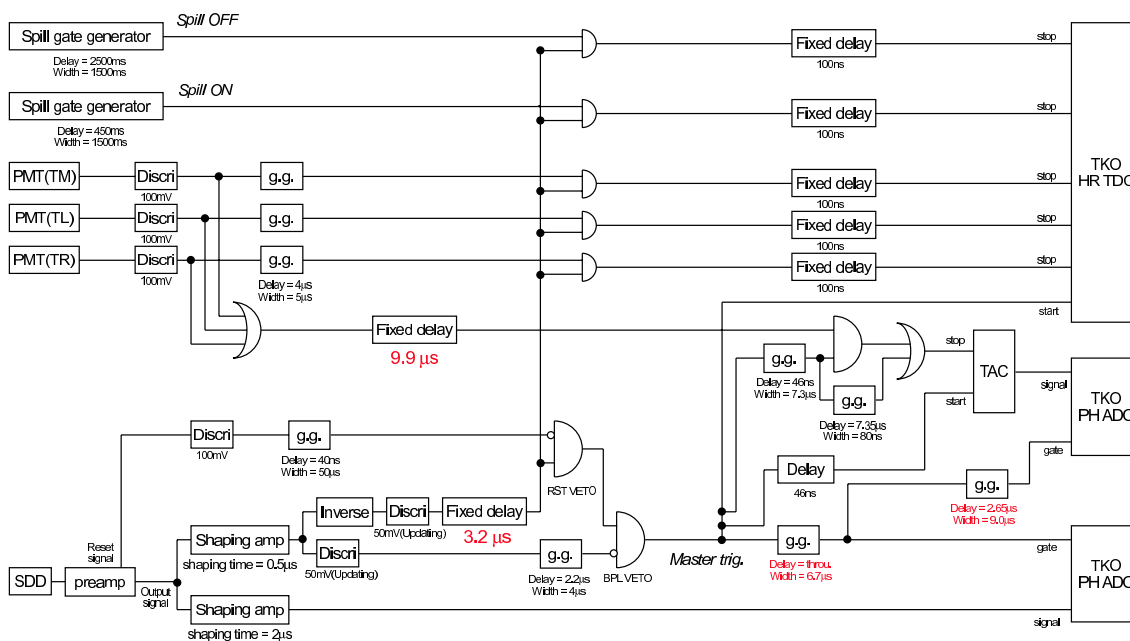 Spill OFF
Spill gate generator
Delay = 2500ms
Width = 1500ms
Fixed delay
100ns
stop
Spill ON
Spill gate generator
Delay = 450ms
Width = 1500ms
Fixed delay
100ns
stop
TKO
HR TDC
PMT(TM)
Discri
100mV
g.g.
Fixed delay
100ns
stop
PMT(TL)
Discri
100mV
g.g.
Fixed delay
100ns
stop
PMT(TR)
Discri
100mV
g.g.
Delay = 4µs
Width = 5µs
Fixed delay
100ns
stop
start
Fixed delay
9.9 µs
g.g.
Delay = 46ns
Width = 7.3µs
g.g.
Delay = 7.35µs
Width = 80ns
stop
start
TAC
signal
TKO
PH ADC
gate
Discri
100mV
g.g.
Delay = 40ns
Width = 50µs
RST VETO
Delay
46ns
g.g.
Delay = 2.65µs
Width = 9.0µs
Inverse
Discri
50mV(Updating)
Fixed delay
3.2 µs
Reset
signal
Shaping amp
shaping time = 0.5µs
Discri
50mV(Updating)
g.g.
Delay = 2.2µs
Width = 4µs
BPL VETO
Master trig.
g.g.
Delay = throu.
Width = 6.7µs
gate
TKO
PH ADC
SDD
preamp
Output
signal
Shaping amp
shaping time = 2µs
signal